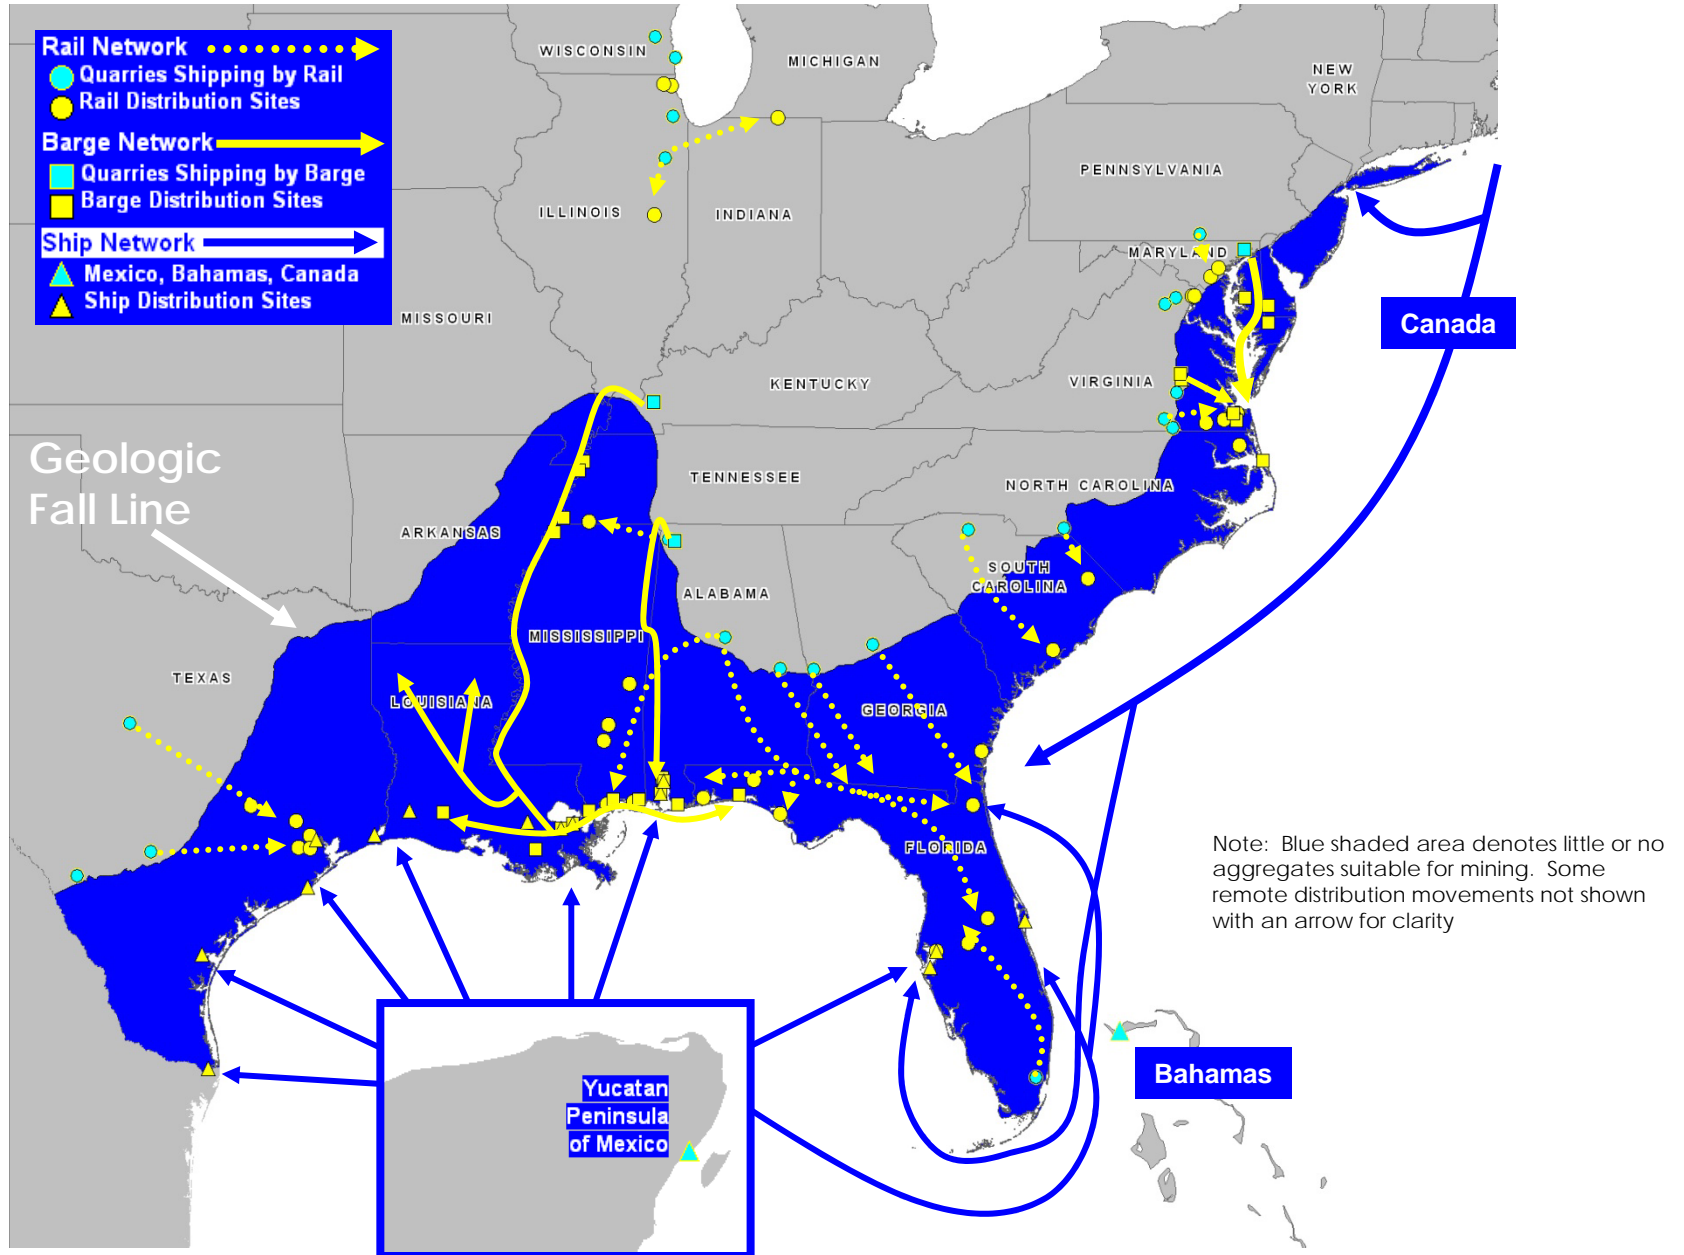 Rail Network
Quarries Shipping by Rail
Rail Distribution Sites
Barge Network
Quarries Shipping by Barge
Barge Distribution Sites
Ship Network
Mexico, Bahamas, Canada
Ship Distribution Sites
WISCONSIN
MICHIGAN
NEW
YORK
PENNSYLVANIA
ILLINOIS
INDIANA
MARYLAND
MISSOURI
Canada
KENTUCKY
VIRGINIA
Geologic
Fall Line
TENNESSEE
NORTH CAROLINA
ARKANSAS
SOUTH
CAROLINA
ALABAMA
MISSISSIPPI
TEXAS
LOUISIANA
GEORGIA
FLORIDA
Note: Blue shaded area denotes little or no
aggregates suitable for mining. Some
remote distribution movements not shown
with an arrow for clarity
Bahamas
Yucatan
Peninsula
of Mexico